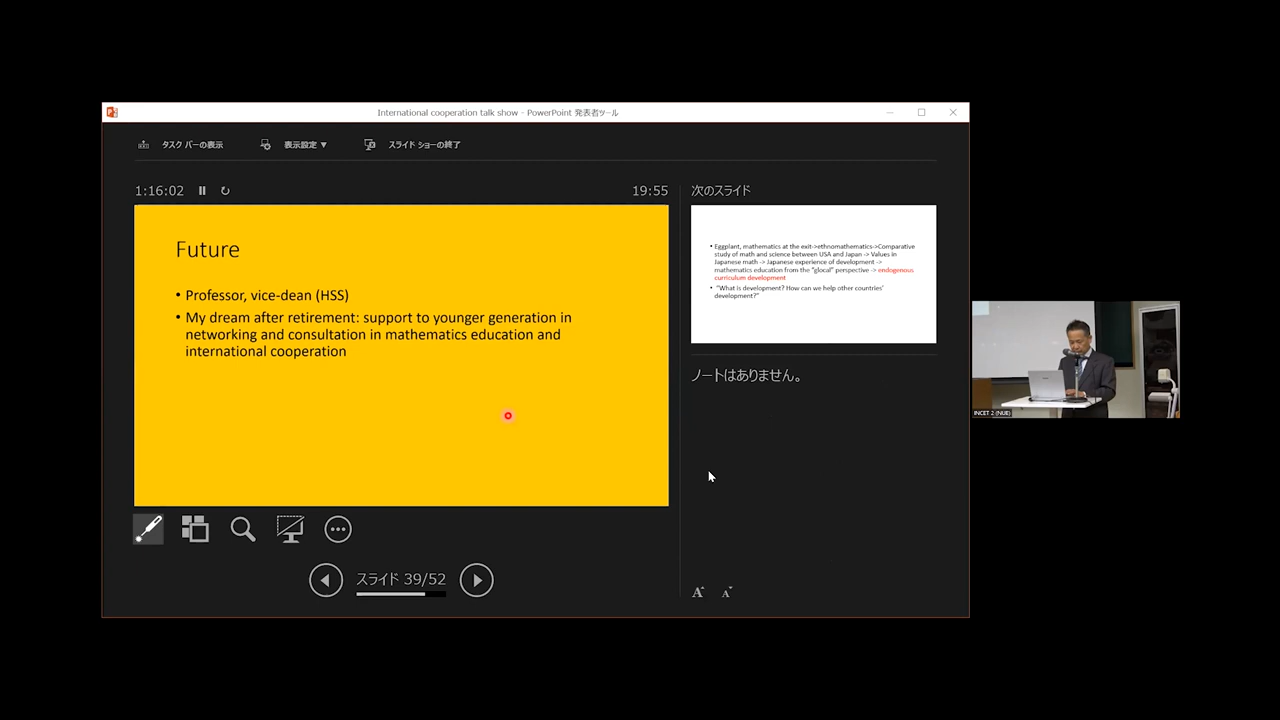 International cooperation talk show - PowerPoint 発表者ツール
タスク バーの表示
表示設定 ▼
スライド ショーの終了
1:16:02
19:55
次のスライド
Future
• Professor, vice-dean (HSS)
• My dream after retirement: support to younger generation in
networking and consultation in mathematics education and
international cooperation
• Eggplant, mathematics at the exit->ethnomathematics->Comparative
study of math and science between USA and Japan -> Values in
Japanese math -> Japanese experience of development ->
mathematics education from the "glocal" perspective -> endogenous
curriculum development
• "What is development? How can we help other countries'
development?"
ノートはありません。
INCET 2 (NUE)
スライド 39/52
A A